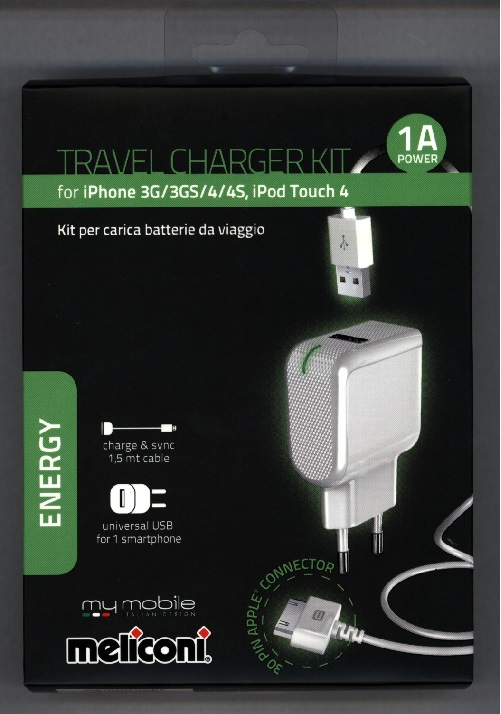 1A
POWER
TRAVEL CHARGER KIT
for iPhone 3G/3GS/4/4S, iPod Touch 4
Kit per carica batterie da viaggio
ENERGY
charge & sync
1,5 mt cable
universal USB
for 1 smartphone
30 PIN APPLE® CONNECTOR
my mobile
ITALIAN DESIGN
meliconi®